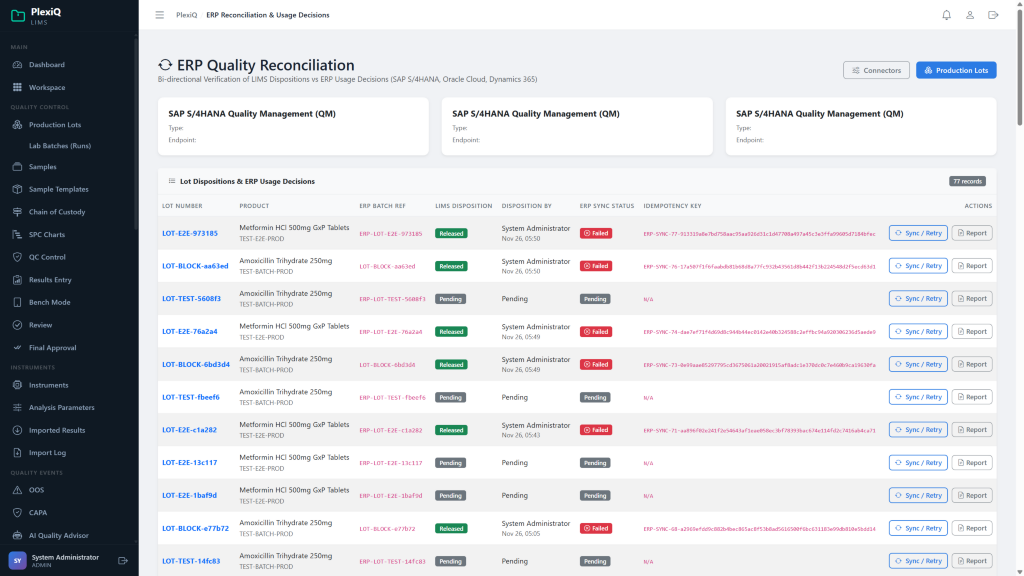 PlexiQ
LIMS
MAIN
Dashboard
Workspace
QUALITY CONTROL
Production Lots
Lab Batches (Runs)
Samples
Sample Templates
Chain of Custody
SPC Charts
QC Control
Results Entry
Bench Mode
Review
Final Approval
INSTRUMENTS
Instruments
Analysis Parameters
Imported Results
Import Log
QUALITY EVENTS
OOS
CAPA
AI Quality Advisor
SY System Administrator
ADMIN
PlexiQ ERP Reconciliation & Usage Decisions
ERP Quality Reconciliation
Bi-directional Verification of LIMS Dispositions vs ERP Usage Decisions (SAP S/4HANA, Oracle Cloud, Dynamics 365)
Connectors Production Lots
SAP S/4HANA Quality Management (QM)
Type:
Endpoint:
SAP S/4HANA Quality Management (QM)
Type:
Endpoint:
SAP S/4HANA Quality Management (QM)
Type:
Endpoint:
Lot Dispositions & ERP Usage Decisions 77 records
LOT NUMBER PRODUCT ERP BATCH REF LIMS DISPOSITION DISPOSITION BY ERP SYNC STATUS IDEMPOTENCY KEY ACTIONS
LOT-E2E-973185 Metformin HCl 500mg GxP Tablets ERP-LOT-E2E-973185 Released System Administrator Failed Sync / Retry Report
TEST-E2E-PROD Nov 26, 05:50
LOT-BLOCK-aa63ed Amoxicillin Trihydrate 250mg LOT-BLOCK-aa63ed Released System Administrator Failed Sync / Retry Report
TEST-BATCH-PROD Nov 26, 05:50
LOT-TEST-5608f3 Amoxicillin Trihydrate 250mg ERP-LOT-TEST-5608f3 Pending Pending Pending N/A Sync / Retry Report
TEST-BATCH-PROD
LOT-E2E-76a2a4 Metformin HCl 500mg GxP Tablets ERP-LOT-E2E-76a2a4 Released System Administrator Failed Sync / Retry Report
TEST-E2E-PROD Nov 26, 05:49
LOT-BLOCK-6bd3d4 Amoxicillin Trihydrate 250mg LOT-BLOCK-6bd3d4 Released System Administrator Failed Sync / Retry Report
TEST-BATCH-PROD Nov 26, 05:49
LOT-TEST-fbeef6 Amoxicillin Trihydrate 250mg ERP-LOT-TEST-fbeef6 Pending Pending Pending N/A Sync / Retry Report
TEST-BATCH-PROD
LOT-E2E-c1a282 Metformin HCl 500mg GxP Tablets ERP-LOT-E2E-c1a282 Released System Administrator Failed Sync / Retry Report
TEST-E2E-PROD Nov 26, 05:43
LOT-E2E-13c117 Metformin HCl 500mg GxP Tablets ERP-LOT-E2E-13c117 Pending Pending Pending N/A Sync / Retry Report
TEST-E2E-PROD
LOT-E2E-1baf9d Metformin HCl 500mg GxP Tablets ERP-LOT-E2E-1baf9d Pending Pending Pending N/A Sync / Retry Report
TEST-E2E-PROD
LOT-BLOCK-e77b72 Amoxicillin Trihydrate 250mg LOT-BLOCK-e77b72 Released System Administrator Failed Sync / Retry Report
TEST-BATCH-PROD Nov 26, 05:05
LOT-TEST-14fc83 Amoxicillin Trihydrate 250mg ERP-LOT-TEST-14fc83 Pending Pending Pending N/A Sync / Retry Report
TEST-BATCH-PROD